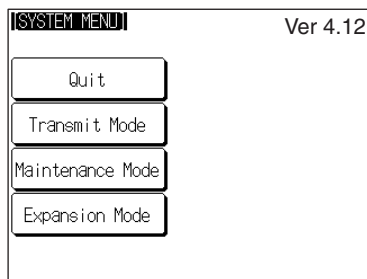 [SYSTEM MENU]
Ver 4.12
Quit
Transmit Mode
Maintenance Mode
Expansion Mode